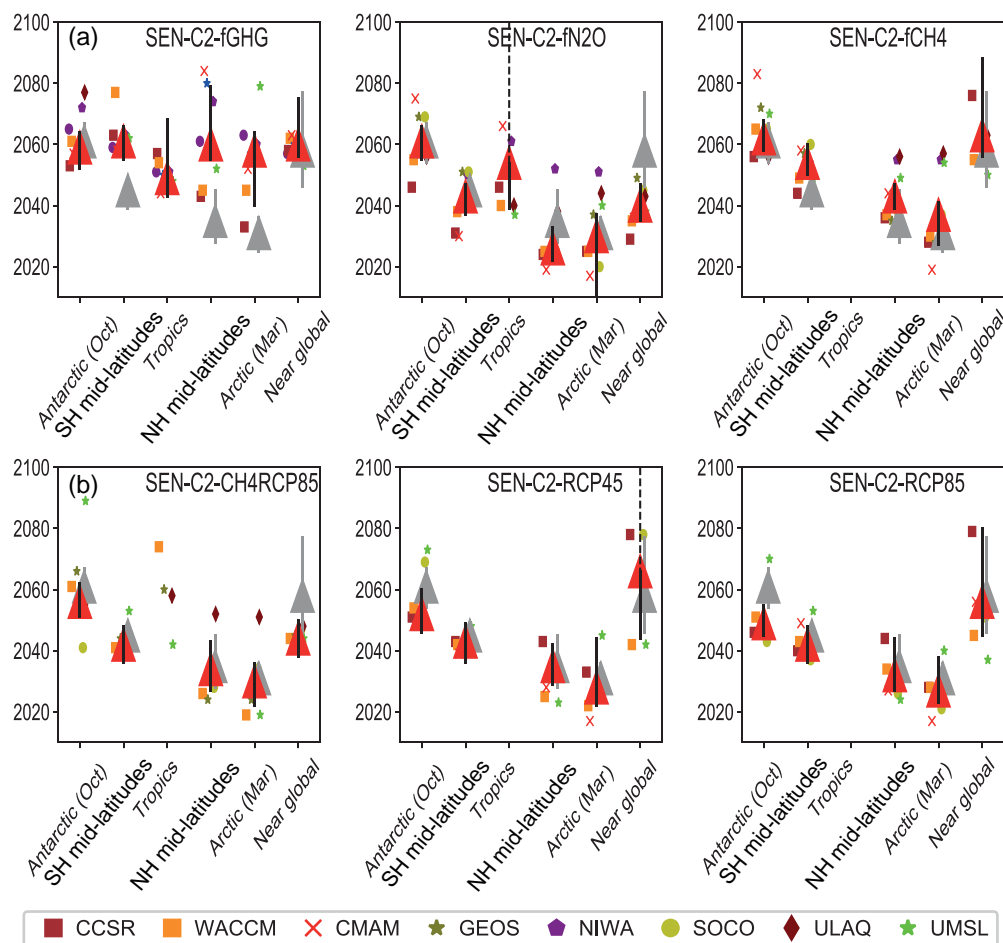 (a)
SEN-C2-fGHG
SEN-C2-fN2O
SEN-C2-fCH4
2100
2080
2060
2040
2020
2100
2080
2060
2040
2020
2100
2080
2060
2040
2020
Antarctic (Oct)
SH mid-latitudes
Tropics
NH mid-latitudes
Arctic (Mar)
Near global
Antarctic (Oct)
SH mid-latitudes
Tropics
NH mid-latitudes
Arctic (Mar)
Near global
Antarctic (Oct)
SH mid-latitudes
Tropics
NH mid-latitudes
Arctic (Mar)
Near global
(b)
SEN-C2-CH4RCP85
SEN-C2-RCP45
SEN-C2-RCP85
2100
2080
2060
2040
2020
2100
2080
2060
2040
2020
2100
2080
2060
2040
2020
Antarctic (Oct)
SH mid-latitudes
Tropics
NH mid-latitudes
Arctic (Mar)
Near global
Antarctic (Oct)
SH mid-latitudes
Tropics
NH mid-latitudes
Arctic (Mar)
Near global
Antarctic (Oct)
SH mid-latitudes
Tropics
NH mid-latitudes
Arctic (Mar)
Near global
CCSR WACCM CMAM GEOS NIWA SOCO ULAQ UMSL